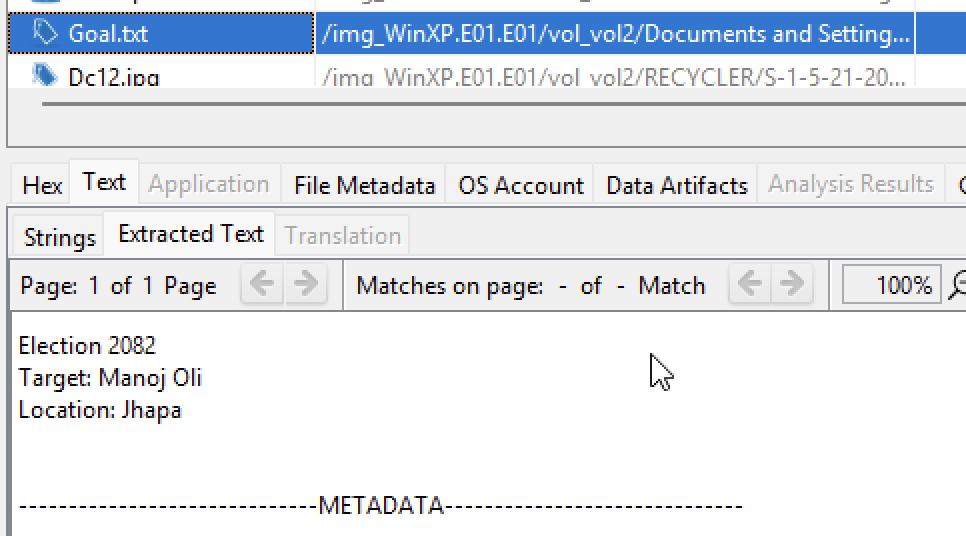 Goal.txt /img_WinXP.E01.E01/vol_vol2/Documents and Setting...
Dc12.jpg /img_WinXP.E01.E01/vol_vol2/RECYCLER/S-1-5-21-20...
Hex Text Application File Metadata OS Account Data Artifacts Analysis Results
Strings Extracted Text Translation
Page: 1 of 1 Page Matches on page: - of - Match 100%
Election 2082
Target: Manoj Oli
Location: Jhapa
------------------------------METADATA------------------------------